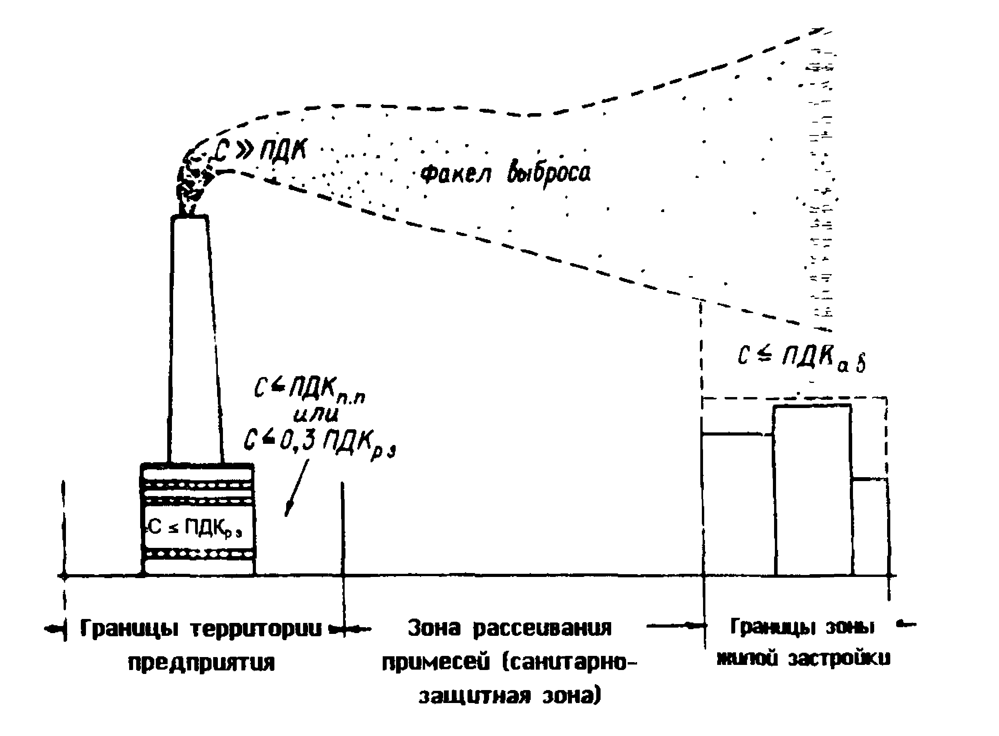 С » ПДК
Факел выброса
С ≤ ПДКа б
С ≤ ПДКп.п
или
С ≤ 0,3 ПДКр з
С ≤ ПДКр з
Границы территории
предприятия
Зона рассеивания
примесей (санитарно-
защитная зона)
Границы зоны
жилой застройки